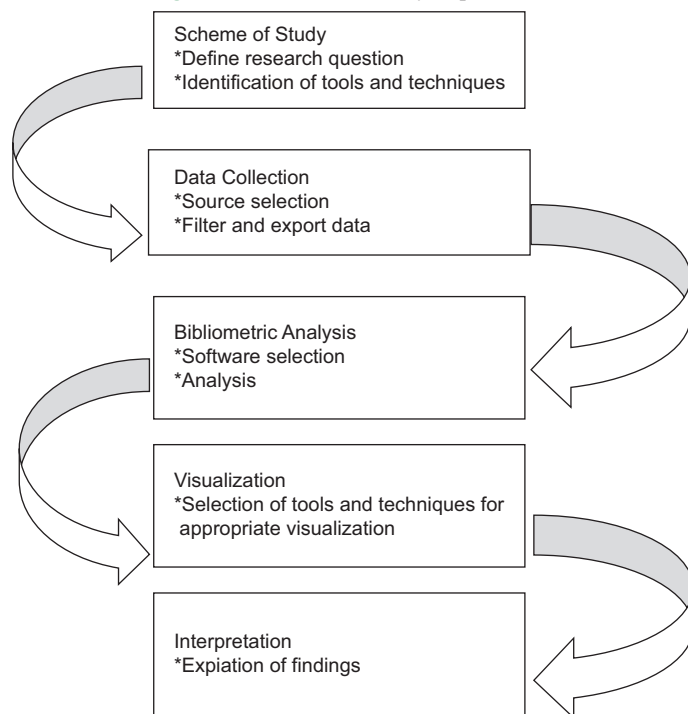 Scheme of Study
*Define research question
*Identification of tools and techniques
Data Collection
*Source selection
*Filter and export data
Bibliometric Analysis
*Software selection
*Analysis
Visualization
*Selection of tools and techniques for
appropriate visualization
Interpretation
*Expiation of findings